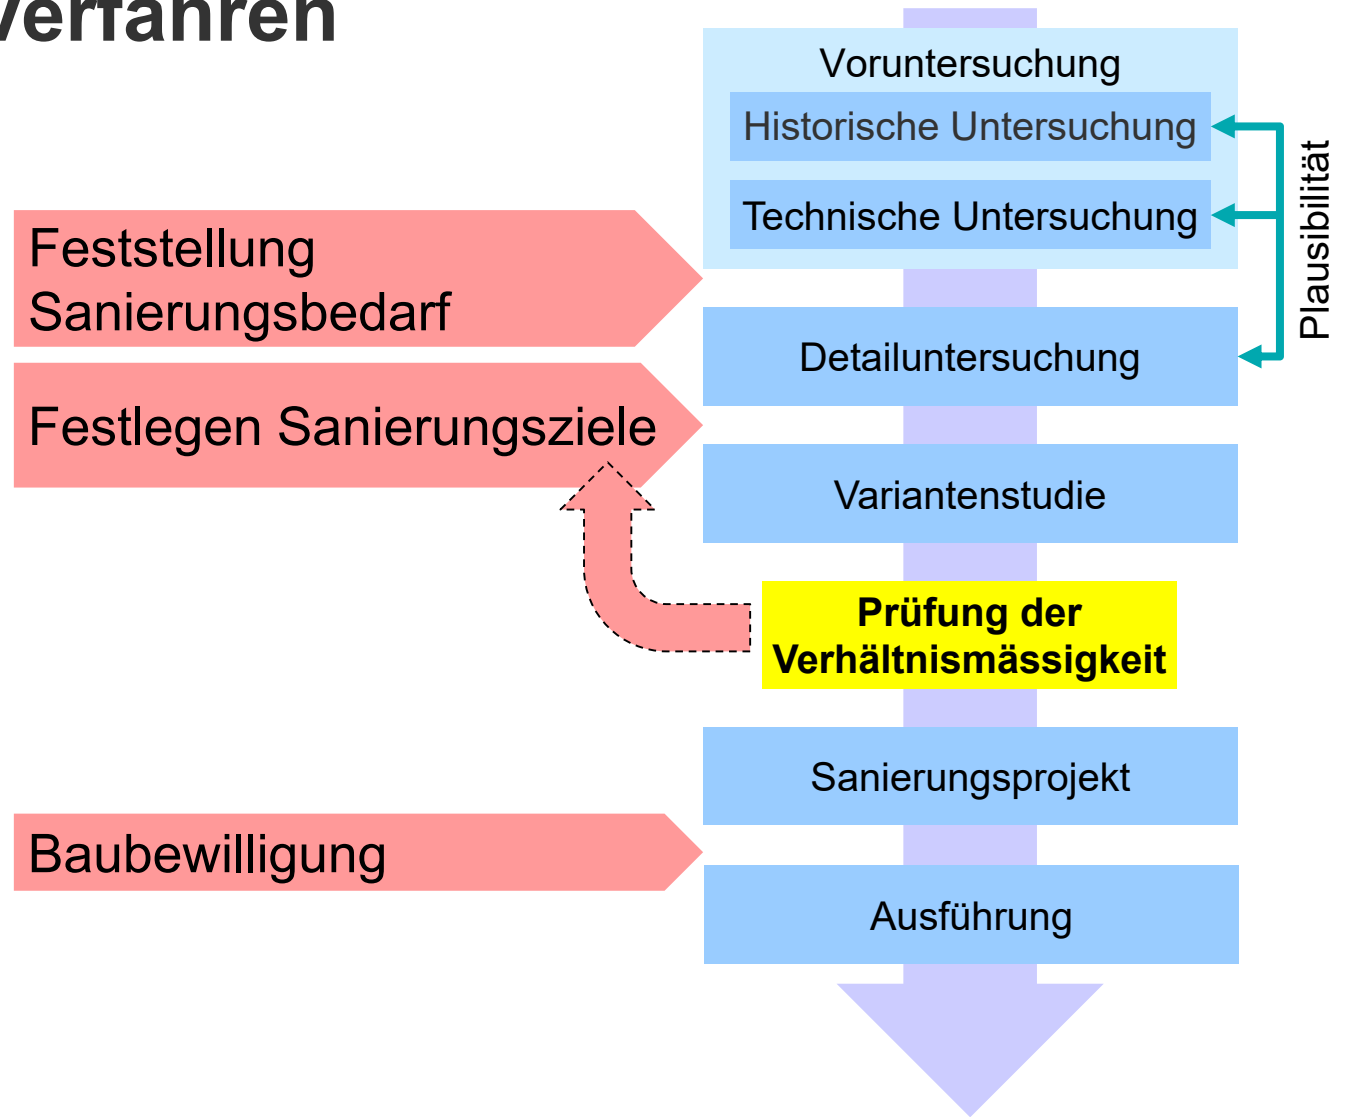 verfahren
Voruntersuchung
Historische Untersuchung
Technische Untersuchung
Plausibilität
Feststellung
Sanierungsbedarf
Detailuntersuchung
Festlegen Sanierungsziele
Variantenstudie
Prüfung der
Verhältnismässigkeit
Sanierungsprojekt
Baubewilligung
Ausführung